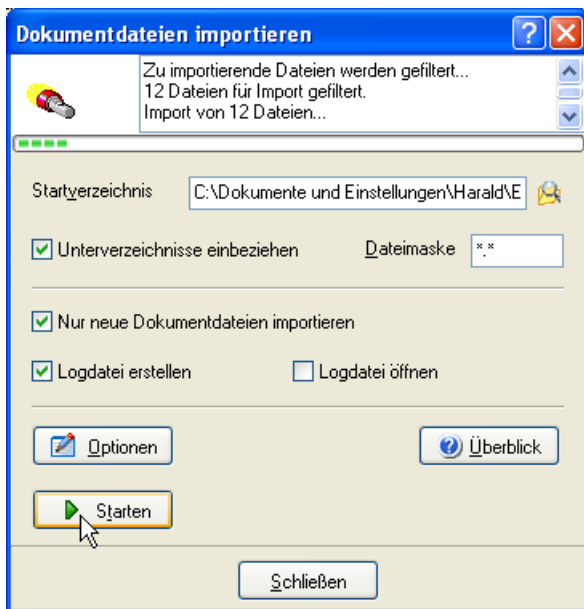 Dokumentdateien importieren
Zu importierende Dateien werden gefiltert...
12 Dateien für Import gefiltert.
Import von 12 Dateien...
Startverzeichnis C:\Dokumente und Einstellungen\Harald\E
Unterverzeichnisse einbeziehen Dateimaske *.*
Nur neue Dokumentdateien importieren
Logdatei erstellen Logdatei öffnen
Optionen Überblick
Starten
Schließen